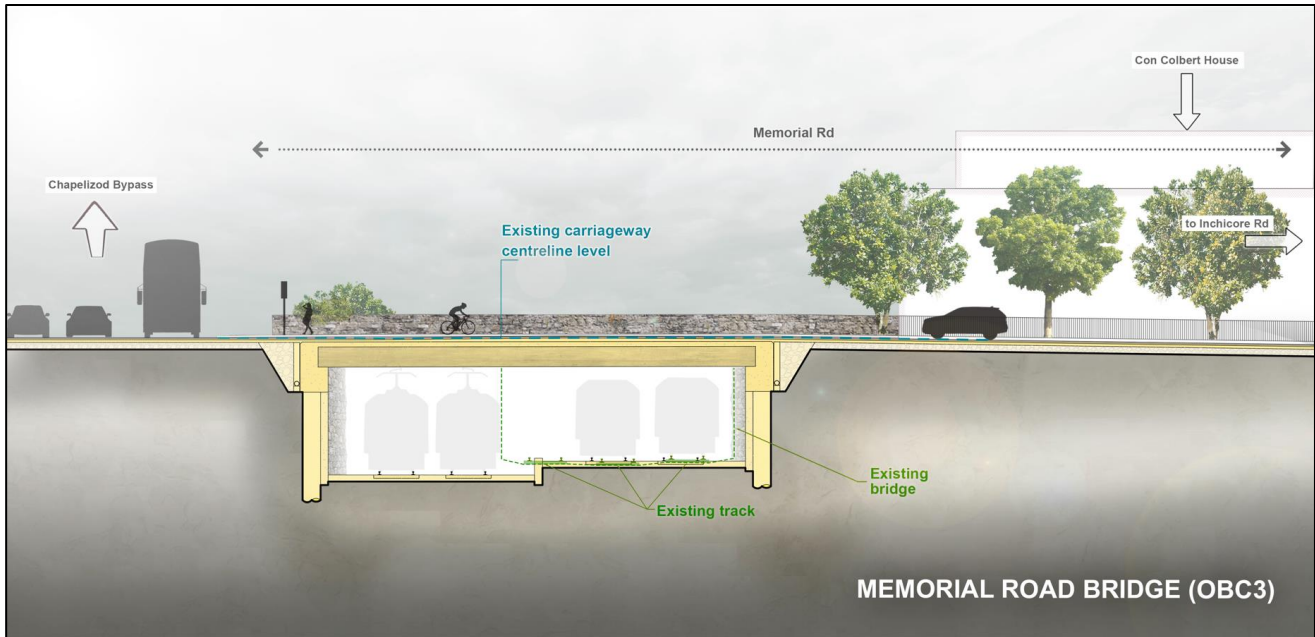 Con Colbert House
Memorial Rd
Chapelizod Bypass
to Inchicore Rd
Existing carriageway
centreline level
Existing
bridge
Existing track
MEMORIAL ROAD BRIDGE (OBC3)